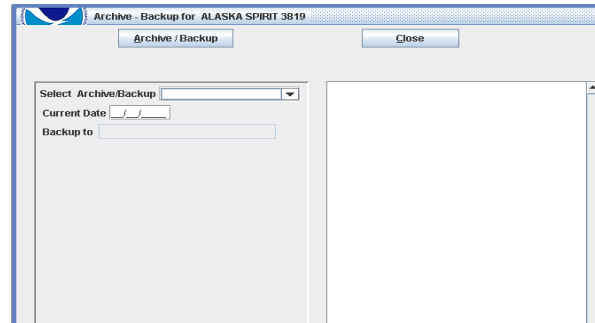 Archive - Backup for ALASKA SPIRIT 3819
Archive / Backup
Close
Select Archive/Backup
Current Date __/__/____
Backup to